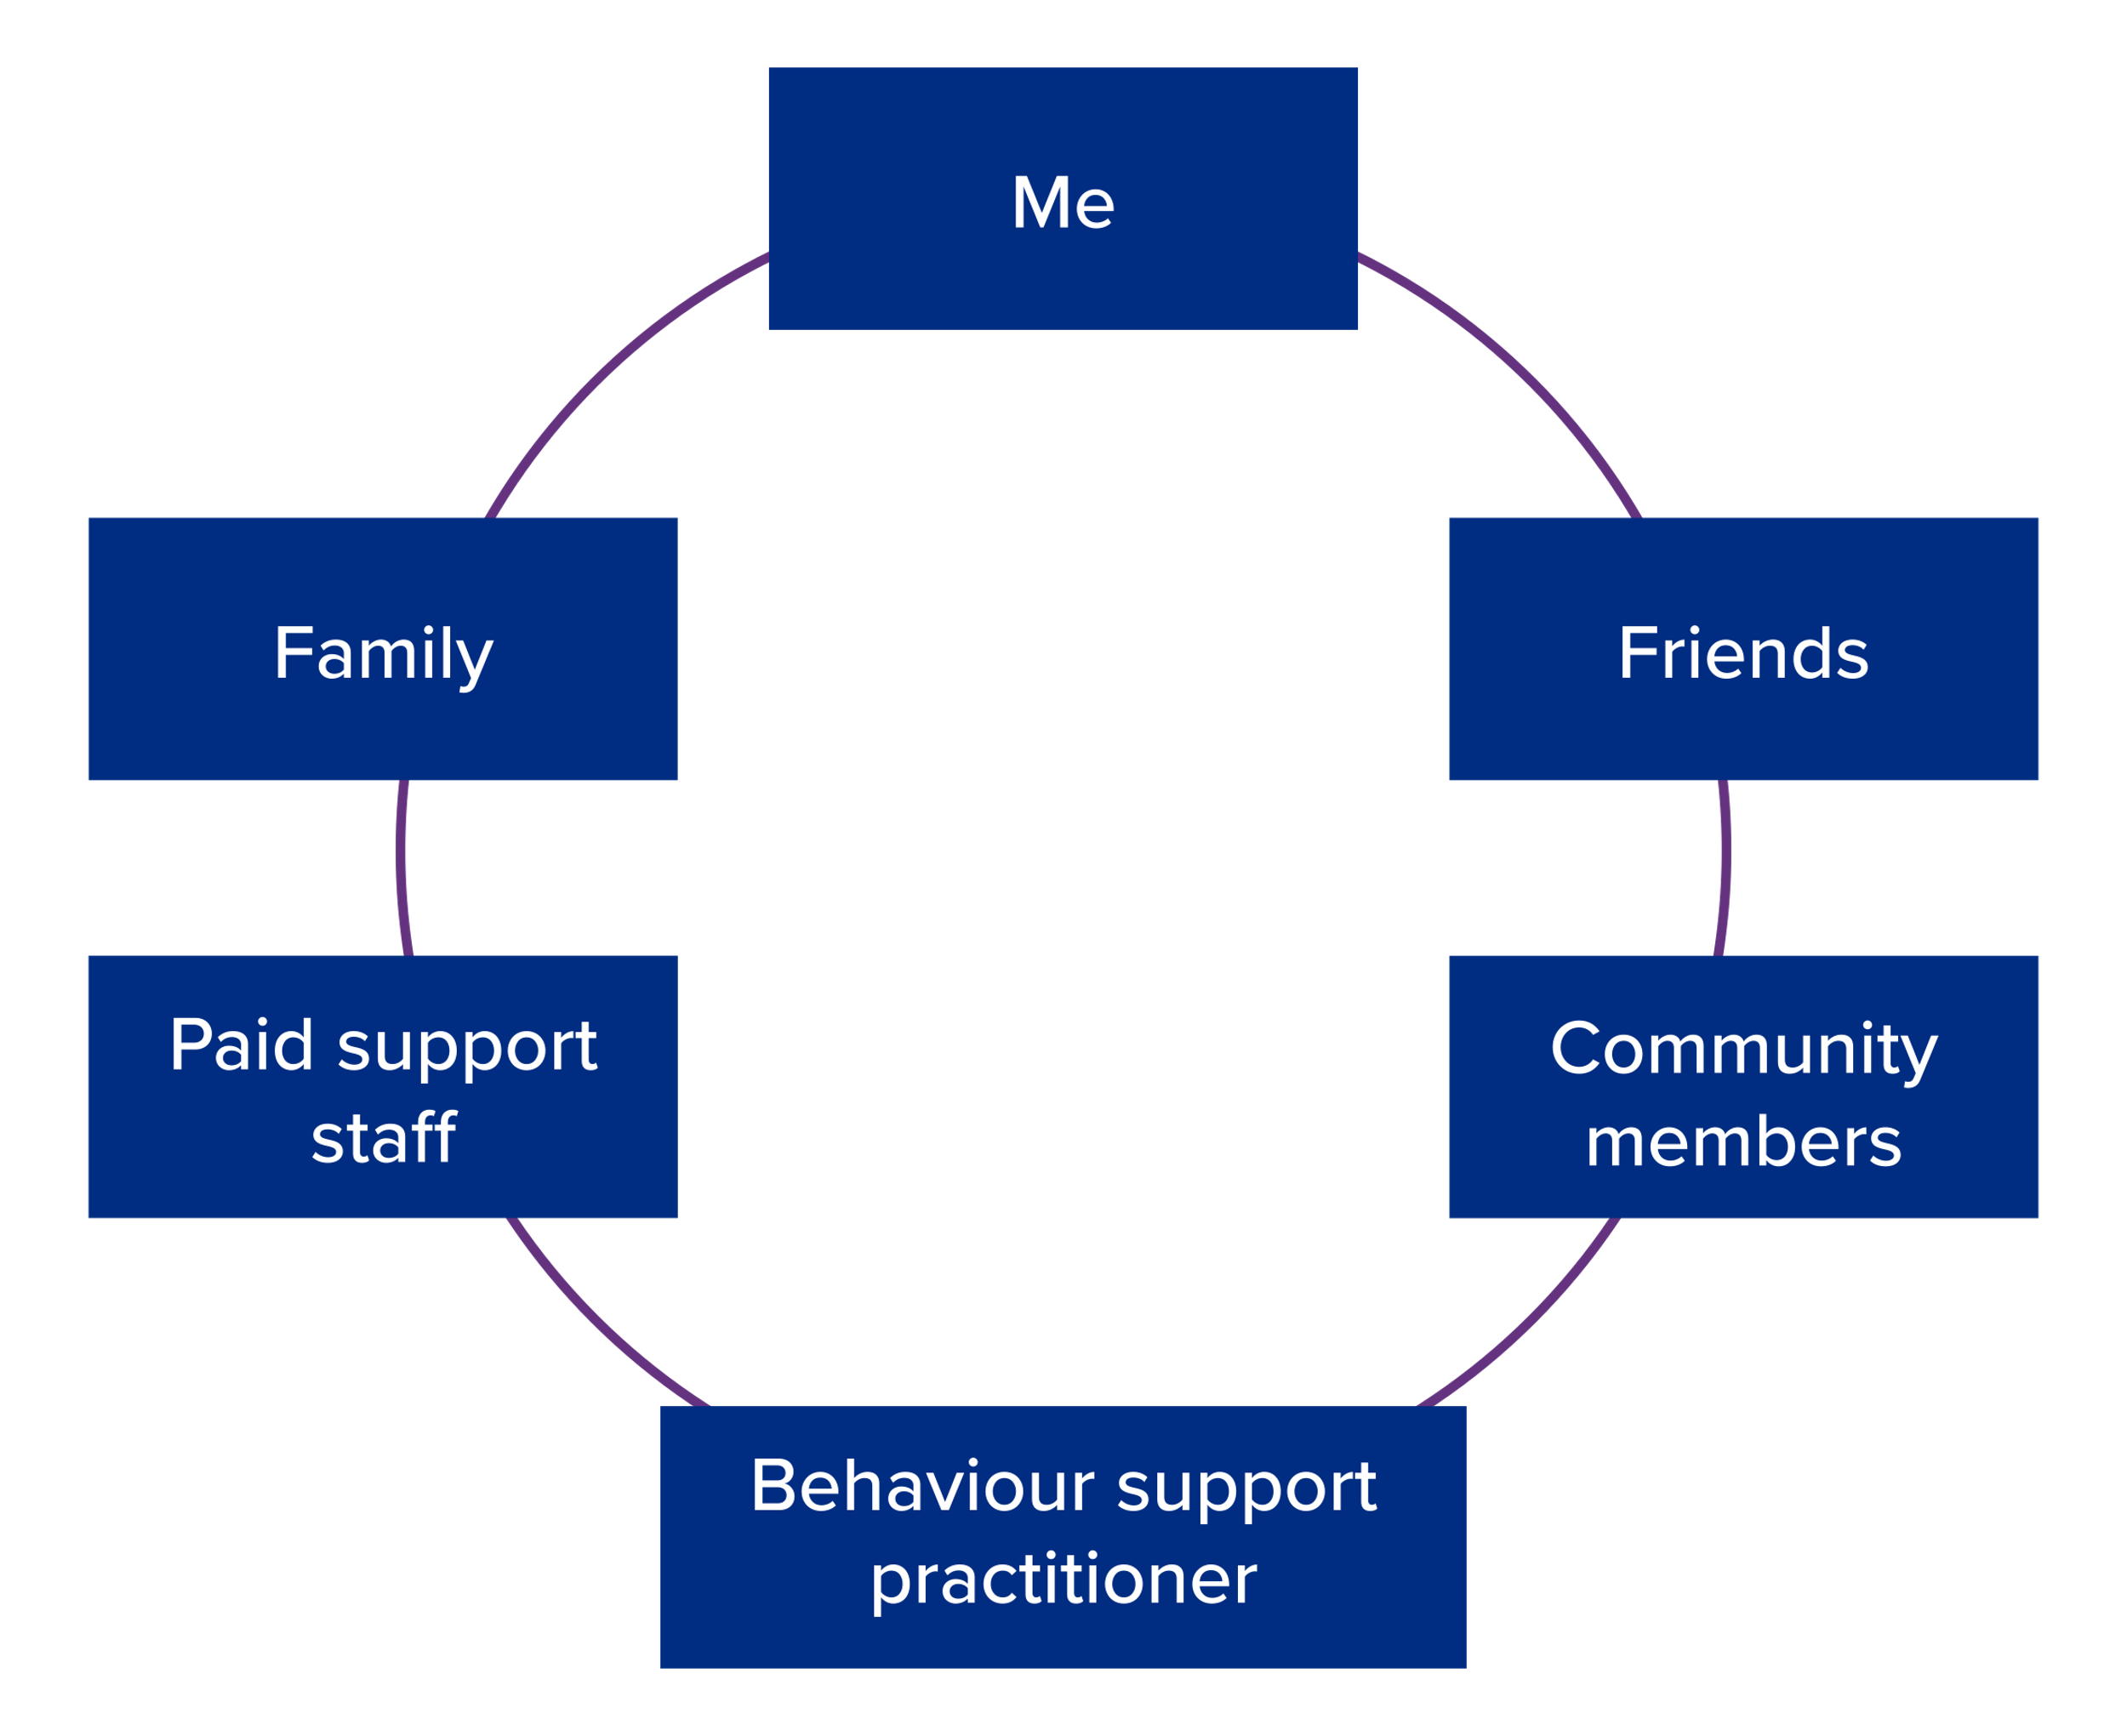 Me
Family
Friends
Paid support
staff
Community
members
Behaviour support
practitioner